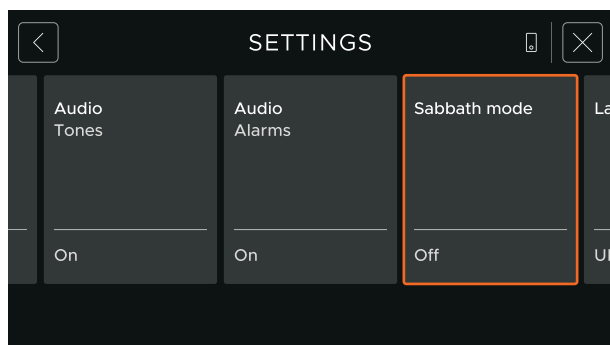 SETTINGS
Audio
Tones
On
Audio
Alarms
On
Sabbath mode
Off